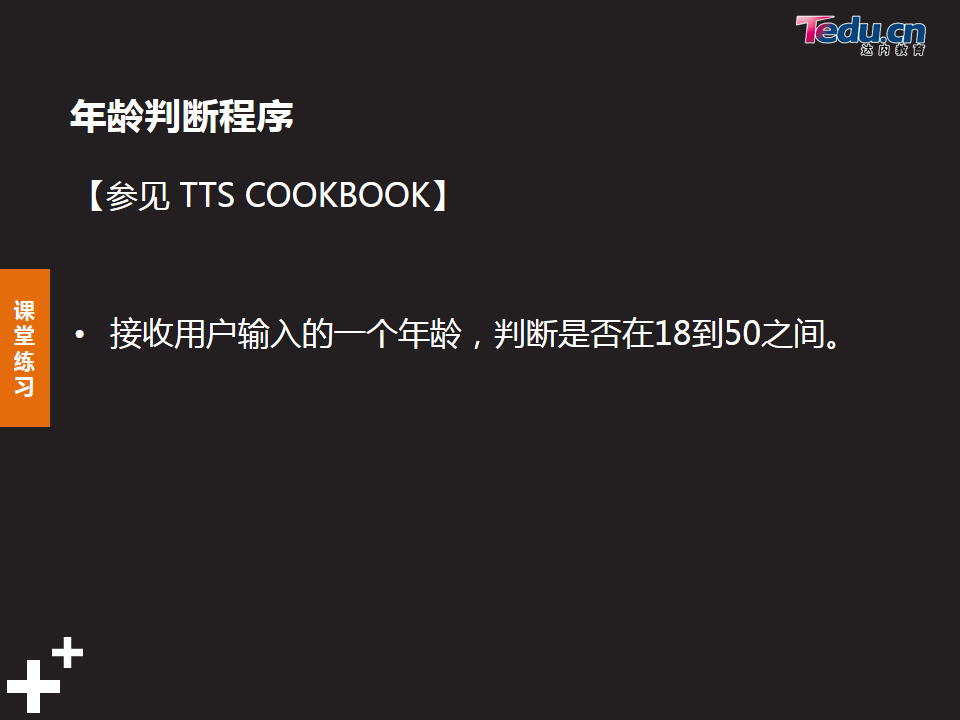 Tedu.cn
达内教育
年龄判断程序
【参见 TTS COOKBOOK】
课
堂
练
习
• 接收用户输入的一个年龄，判断是否在18到50之间。